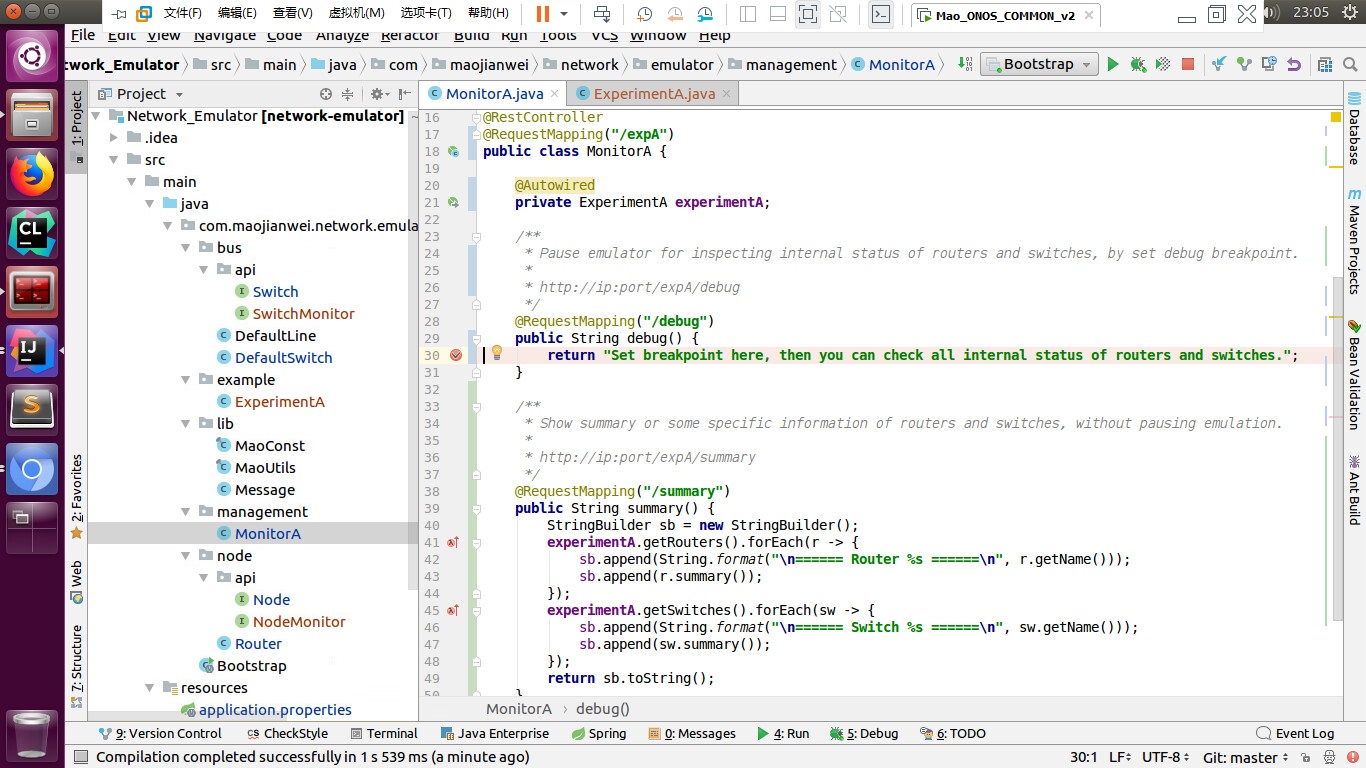 文件(F) 编辑(E) 查看(V) 虚拟机(M) 选项卡(T) 帮助(H) Mao_ONOS_COMMON_v2 23:05
File Edit View Navigate Code Analyze Refactor Build Run Tools VCS Window Help
twork_Emulator src main java com maojianwei network emulator management MonitorA Bootstrap
Project MonitorA.java ExperimentA.java
1: Project
2: Favorites
Web
7: Structure
Network_Emulator [network-emulator] ~
.idea
src
main
java
com.maojianwei.network.emula
bus
api
Switch
SwitchMonitor
DefaultLine
DefaultSwitch
example
ExperimentA
lib
MaoConst
MaoUtils
Message
management
MonitorA
node
api
Node
NodeMonitor
Router
Bootstrap
resources
application.properties
16 @RestController
17 @RequestMapping("/expA")
18 public class MonitorA {
19
20 @Autowired
21 private ExperimentA experimentA;
22
23 /**
24 * Pause emulator for inspecting internal status of routers and switches, by set debug breakpoint.
25 *
26 * http://ip:port/expA/debug
27 */
28 @RequestMapping("/debug")
29 public String debug() {
30 return "Set breakpoint here, then you can check all internal status of routers and switches.";
31 }
32
33 /**
34 * Show summary or some specific information of routers and switches, without pausing emulation.
35 *
36 * http://ip:port/expA/summary
37 */
38 @RequestMapping("/summary")
39 public String summary() {
40 StringBuilder sb = new StringBuilder();
41 experimentA.getRouters().forEach(r -> {
42 sb.append(String.format("\n====== Router %s ======\n", r.getName()));
43 sb.append(r.summary());
44 });
45 experimentA.getSwitches().forEach(sw -> {
46 sb.append(String.format("\n====== Switch %s ======\n", sw.getName()));
47 sb.append(sw.summary());
48 });
49 return sb.toString();
50 }
Database
Maven Projects
Bean Validation
Ant Build
MonitorA > debug()
9: Version Control CheckStyle Terminal Java Enterprise Spring 0: Messages 4: Run 5: Debug 6: TODO Event Log
Compilation completed successfully in 1 s 539 ms (a minute ago) 30:1 LF UTF-8 Git: master